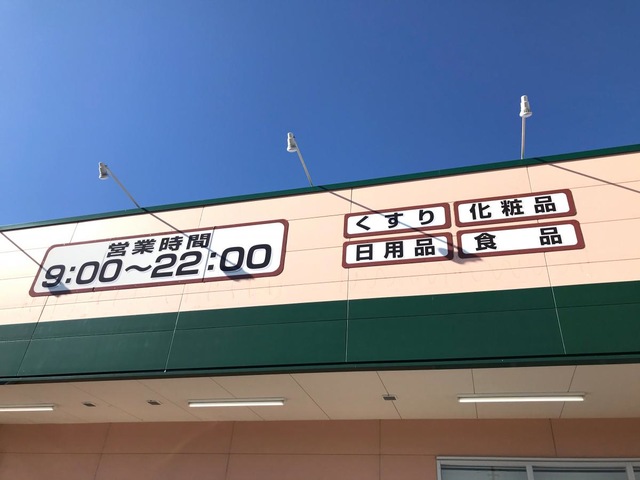 営業時間
9:00～22:00
くすり
化粧品
日用品
食品